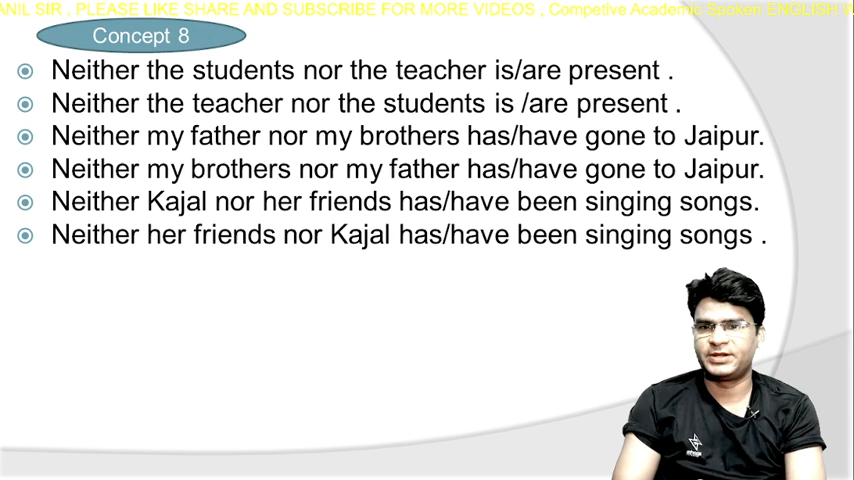 ANIL SIR , PLEASE LIKE SHARE AND SUBSCRIBE FOR MORE VIDEOS , Competive Academic Spoken ENGLISH
Concept 8
Neither the students nor the teacher is/are present .
Neither the teacher nor the students is /are present .
Neither my father nor my brothers has/have gone to Jaipur.
Neither my brothers nor my father has/have gone to Jaipur.
Neither Kajal nor her friends has/have been singing songs.
Neither her friends nor Kajal has/have been singing songs .